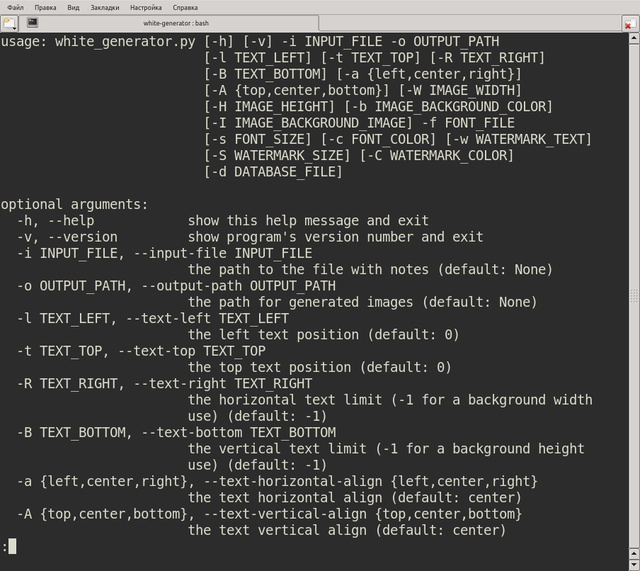 Файл Правка Вид Закладки Настройка Справка
white-generator : bash
usage: white_generator.py [-h] [-v] -i INPUT_FILE -o OUTPUT_PATH
[-l TEXT_LEFT] [-t TEXT_TOP] [-R TEXT_RIGHT]
[-B TEXT_BOTTOM] [-a {left,center,right}]
[-A {top,center,bottom}] [-W IMAGE_WIDTH]
[-H IMAGE_HEIGHT] [-b IMAGE_BACKGROUND_COLOR]
[-I IMAGE_BACKGROUND_IMAGE] -f FONT_FILE
[-s FONT_SIZE] [-c FONT_COLOR] [-w WATERMARK_TEXT]
[-S WATERMARK_SIZE] [-C WATERMARK_COLOR]
[-d DATABASE_FILE]
optional arguments:
-h, --help show this help message and exit
-v, --version show program's version number and exit
-i INPUT_FILE, --input-file INPUT_FILE
the path to the file with notes (default: None)
-o OUTPUT_PATH, --output-path OUTPUT_PATH
the path for generated images (default: None)
-l TEXT_LEFT, --text-left TEXT_LEFT
the left text position (default: 0)
-t TEXT_TOP, --text-top TEXT_TOP
the top text position (default: 0)
-R TEXT_RIGHT, --text-right TEXT_RIGHT
the horizontal text limit (-1 for a background width
use) (default: -1)
-B TEXT_BOTTOM, --text-bottom TEXT_BOTTOM
the vertical text limit (-1 for a background height
use) (default: -1)
-a {left,center,right}, --text-horizontal-align {left,center,right}
the text horizontal align (default: center)
-A {top,center,bottom}, --text-vertical-align {top,center,bottom}
the text vertical align (default: center)
: